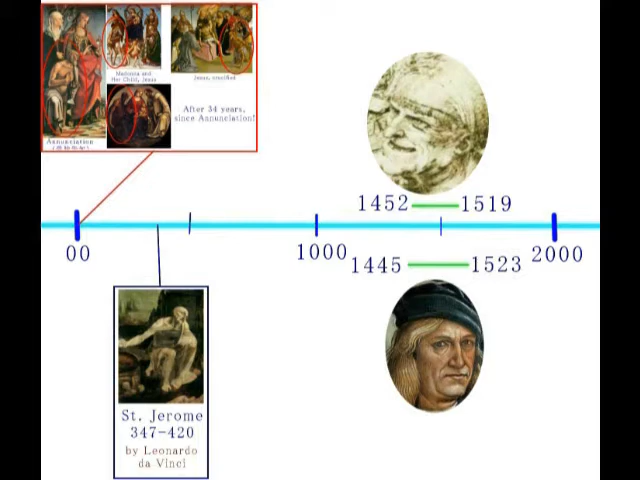 Madonna and
Her Child, Jesus
Jesus, crucified
After 34 years,
since Annunciation!
Annunciation
1452
1519
00
1000
2000
1445
1523
St. Jerome
347-420
by Leonardo
da Vinci